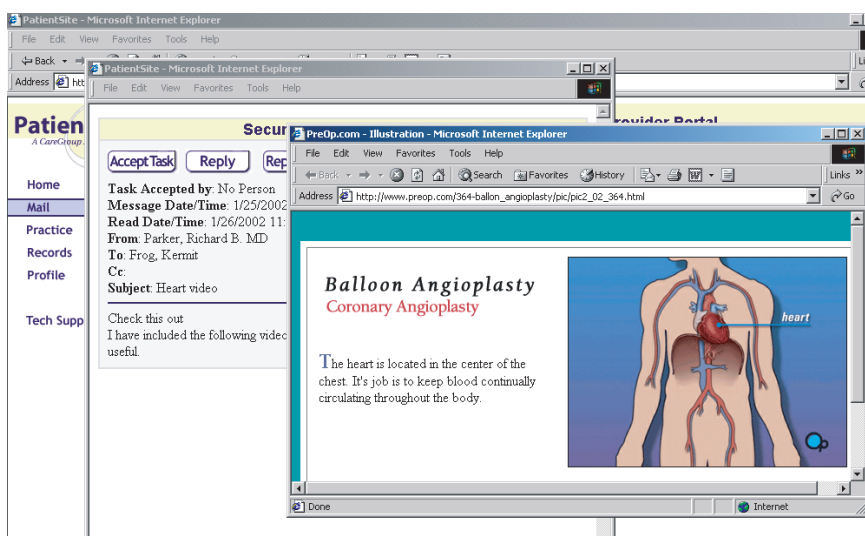 PatientSite - Microsoft Internet Explorer
File Edit View Favorites Tools Help
Back
Address
Patien
A CareGroup
Home
Mail
Practice
Records
Profile
Tech Supp
Provider Portal
PatientSite - Microsoft Internet Explorer
File Edit View Favorites Tools Help
Secur
Accept Task Reply Rep
Task Accepted by: No Person
Message Date/Time: 1/25/2002
Read Date/Time: 1/26/2002 11:
From: Parker, Richard B. MD
To: Frog, Kermit
Cc:
Subject: Heart video
Check this out
I have included the following video
useful.
PreOp.com - Illustration - Microsoft Internet Explorer
File Edit View Favorites Tools Help
Back Search Favorites History Links »
Address http://www.preop.com/364-ballon_angioplasty/pic/pic2_02_364.html Go
Balloon Angioplasty
Coronary Angioplasty
The heart is located in the center of the
chest. It's job is to keep blood continually
circulating throughout the body.
heart
Op
Done Internet